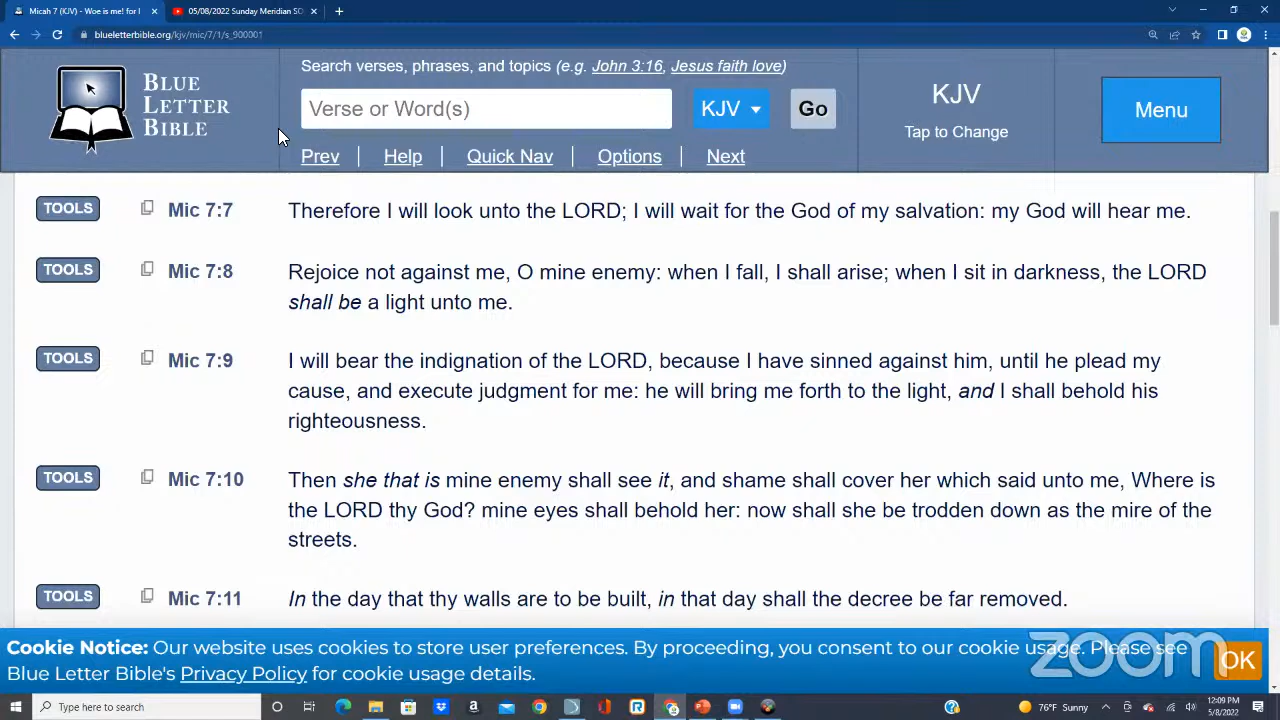 Micah 7 (KJV) - Woe is me! for I
05/08/2022 Sunday Meridian SO
blueletterbible.org/kjv/mic/7/1/s_900001
BLUE
LETTER
BIBLE
Search verses, phrases, and topics (e.g. John 3:16, Jesus faith love)
Verse or Word(s)
KJV
Go
Prev | Help | Quick Nav | Options | Next
KJV
Tap to Change
Menu
TOOLS Mic 7:7 Therefore I will look unto the LORD; I will wait for the God of my salvation: my God will hear me.
TOOLS Mic 7:8 Rejoice not against me, O mine enemy: when I fall, I shall arise; when I sit in darkness, the LORD
shall be a light unto me.
TOOLS Mic 7:9 I will bear the indignation of the LORD, because I have sinned against him, until he plead my
cause, and execute judgment for me: he will bring me forth to the light, and I shall behold his
righteousness.
TOOLS Mic 7:10 Then she that is mine enemy shall see it, and shame shall cover her which said unto me, Where is
the LORD thy God? mine eyes shall behold her: now shall she be trodden down as the mire of the
streets.
TOOLS Mic 7:11 In the day that thy walls are to be built, in that day shall the decree be far removed.
Cookie Notice: Our website uses cookies to store user preferences. By proceeding, you consent to our cookie usage. Please see
Blue Letter Bible's Privacy Policy for cookie usage details.
OK
zoom
Type here to search
76°F Sunny
12:09 PM
5/8/2022